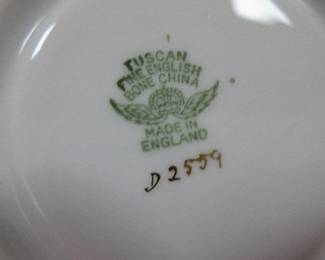 TUSCAN
FINE ENGLISH
BONE CHINA
MADE IN
ENGLAND
D2559